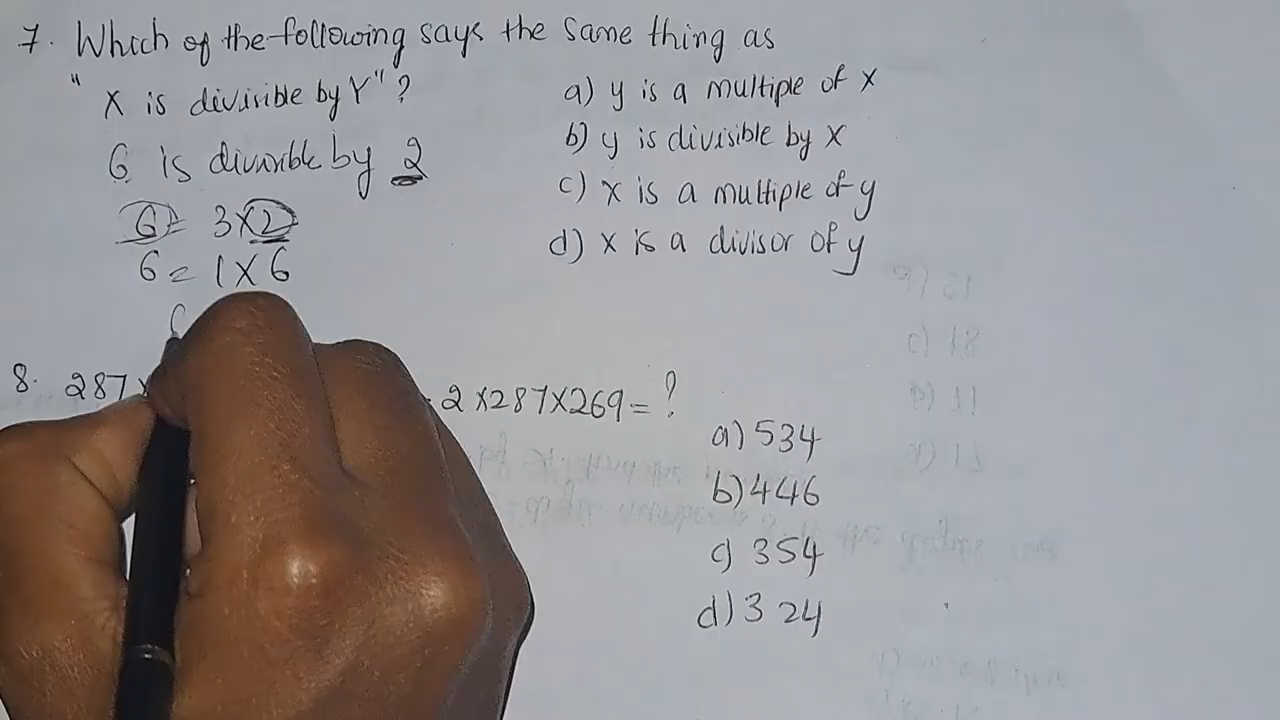 7. Which of the following says the same thing as
" X is divisible by Y" ?
6 is divisible by 2
6 = 3 × 2
6 = 1 × 6
a) y is a multiple of x
b) y is divisible by x
c) x is a multiple of y
d) x is a divisor of y
8. 287×
2 × 287 × 269 = ?
a) 534
b) 446
c) 354
d) 324